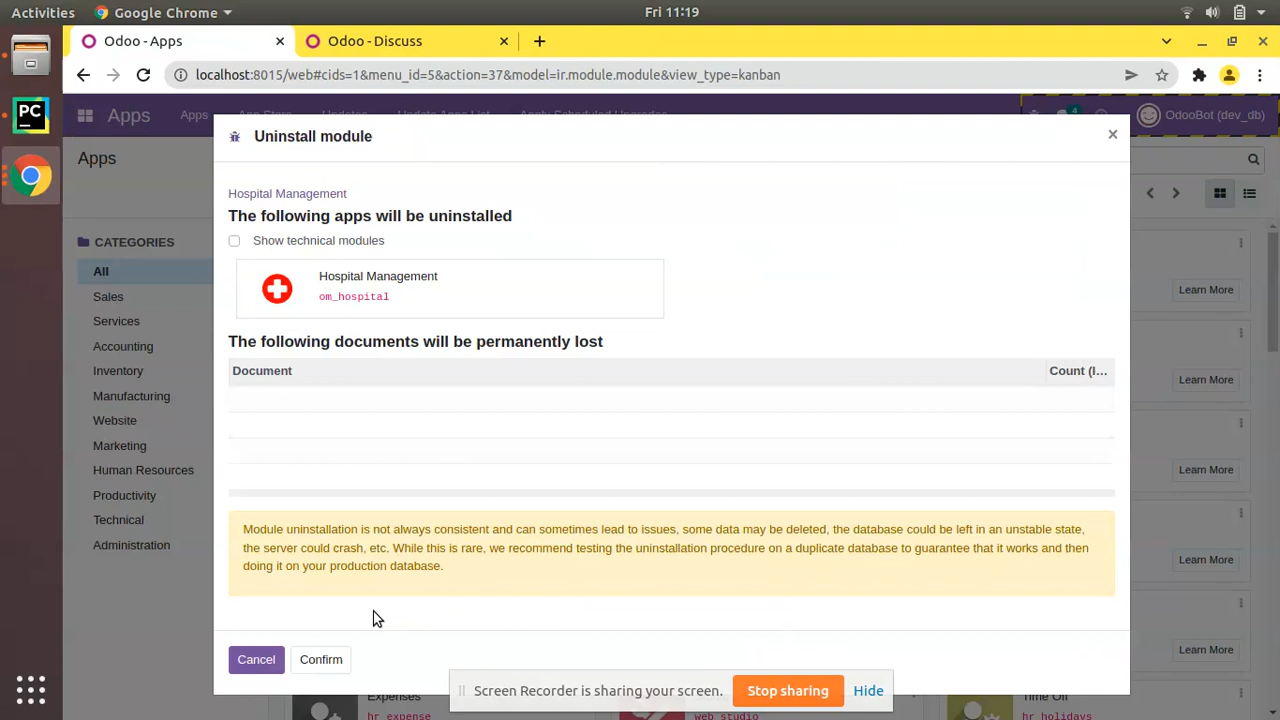 Activities
Google Chrome
Fri 11:19
Odoo - Apps
Odoo - Discuss
localhost:8015/web#cids=1&menu_id=5&action=37&model=ir.module.module&view_type=kanban
PC
Apps
Apps
App Store
Updates
Update Apps List
Apply Scheduled Upgrades
4
OdooBot (dev_db)
Apps
CATEGORIES
All
Sales
Services
Accounting
Inventory
Manufacturing
Website
Marketing
Human Resources
Productivity
Technical
Administration
Uninstall module
Hospital Management
The following apps will be uninstalled
Show technical modules
Hospital Management
om_hospital
The following documents will be permanently lost
Document
Count (I...
Module uninstallation is not always consistent and can sometimes lead to issues, some data may be deleted, the database could be left in an unstable state,
the server could crash, etc. While this is rare, we recommend testing the uninstallation procedure on a duplicate database to guarantee that it works and then
doing it on your production database.
Cancel
Confirm
Learn More
Learn More
Learn More
Learn More
Learn More
Screen Recorder is sharing your screen.
Stop sharing
Hide
Expenses
hr_expense
web_studio
Time Off
hr_holidays